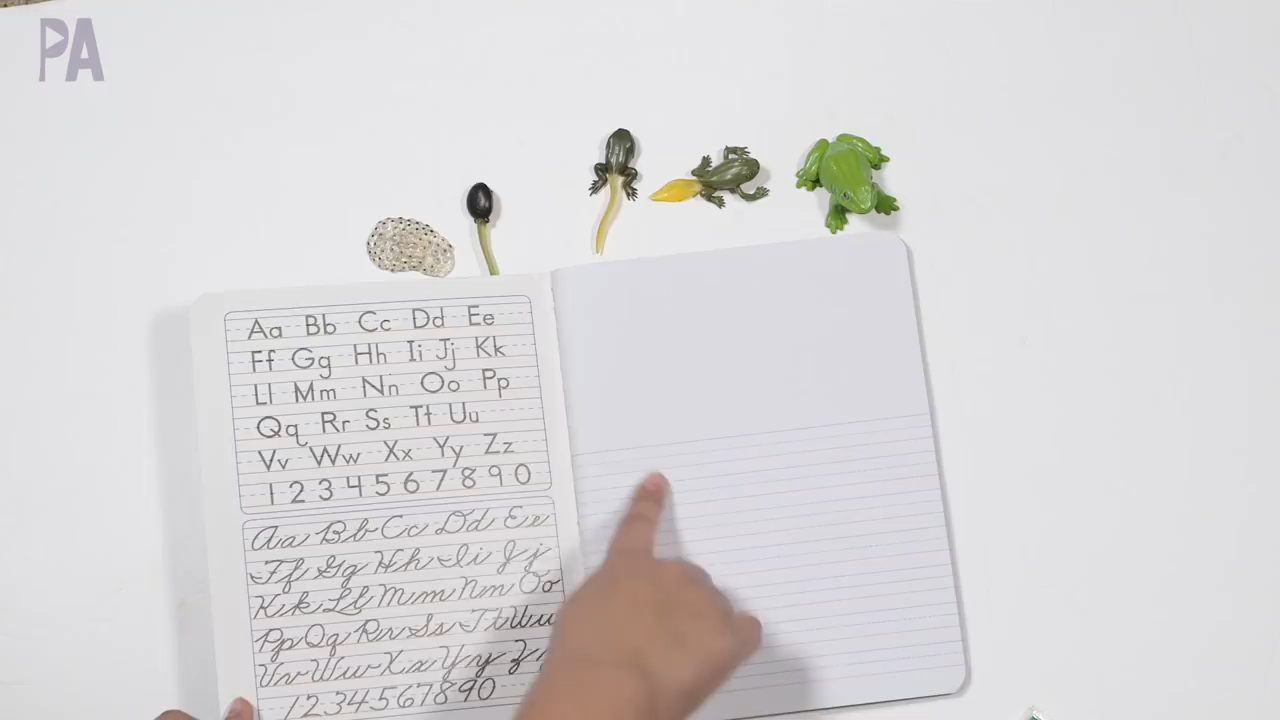 PA
Aa Bb Cc Dd Ee
Ff Gg Hh Ii Jj Kk
Ll Mm Nn Oo Pp
Qq Rr Ss Tt Uu
Vv Ww Xx Yy Zz
1 2 3 4 5 6 7 8 9 0
Aa Bb Cc Dd Ee
Ff Gg Hh Ii Jj
Kk Ll Mm Nn Oo
Pp Qq Rr Ss Tt Uu
Vv Ww Xx Yy
1 2 3 4 5 6 7 8 9 0